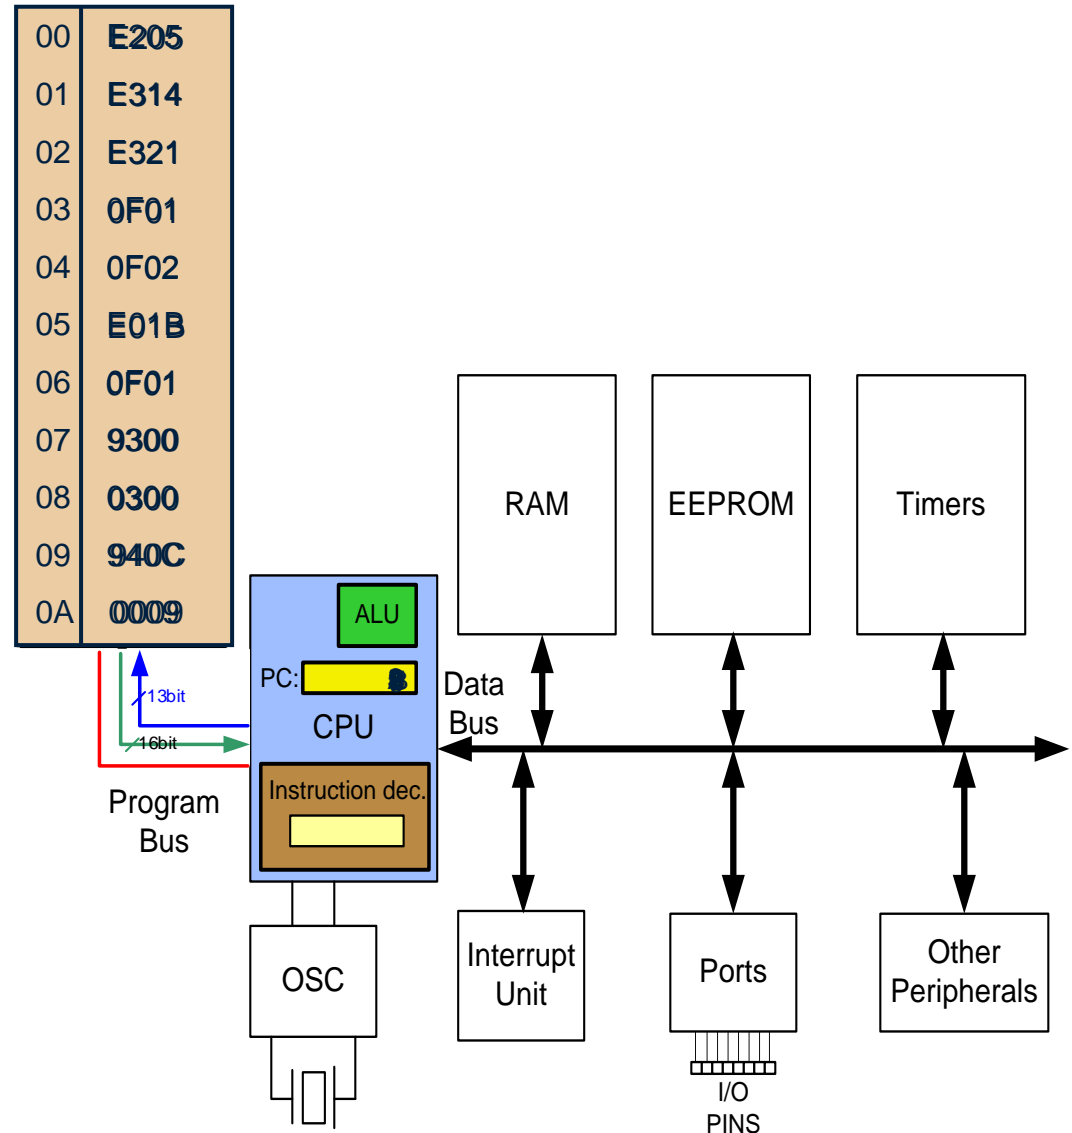 00 E205
01 E314
02 E321
03 0F01
04 0F02
05 E01B
06 0F01
07 9300
08 0300
09 940C
0A 0009
RAM
EEPROM
Timers
ALU
PC:
CPU
Data
Bus
13bit
16bit
Program
Bus
Instruction dec.
OSC
Interrupt
Unit
Ports
Other
Peripherals
I/O
PINS